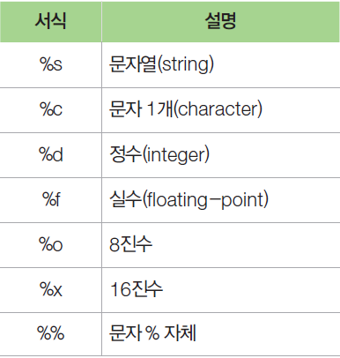 서식 설명
%s 문자열(string)
%c 문자 1개(character)
%d 정수(integer)
%f 실수(floating-point)
%o 8진수
%x 16진수
%% 문자 % 자체